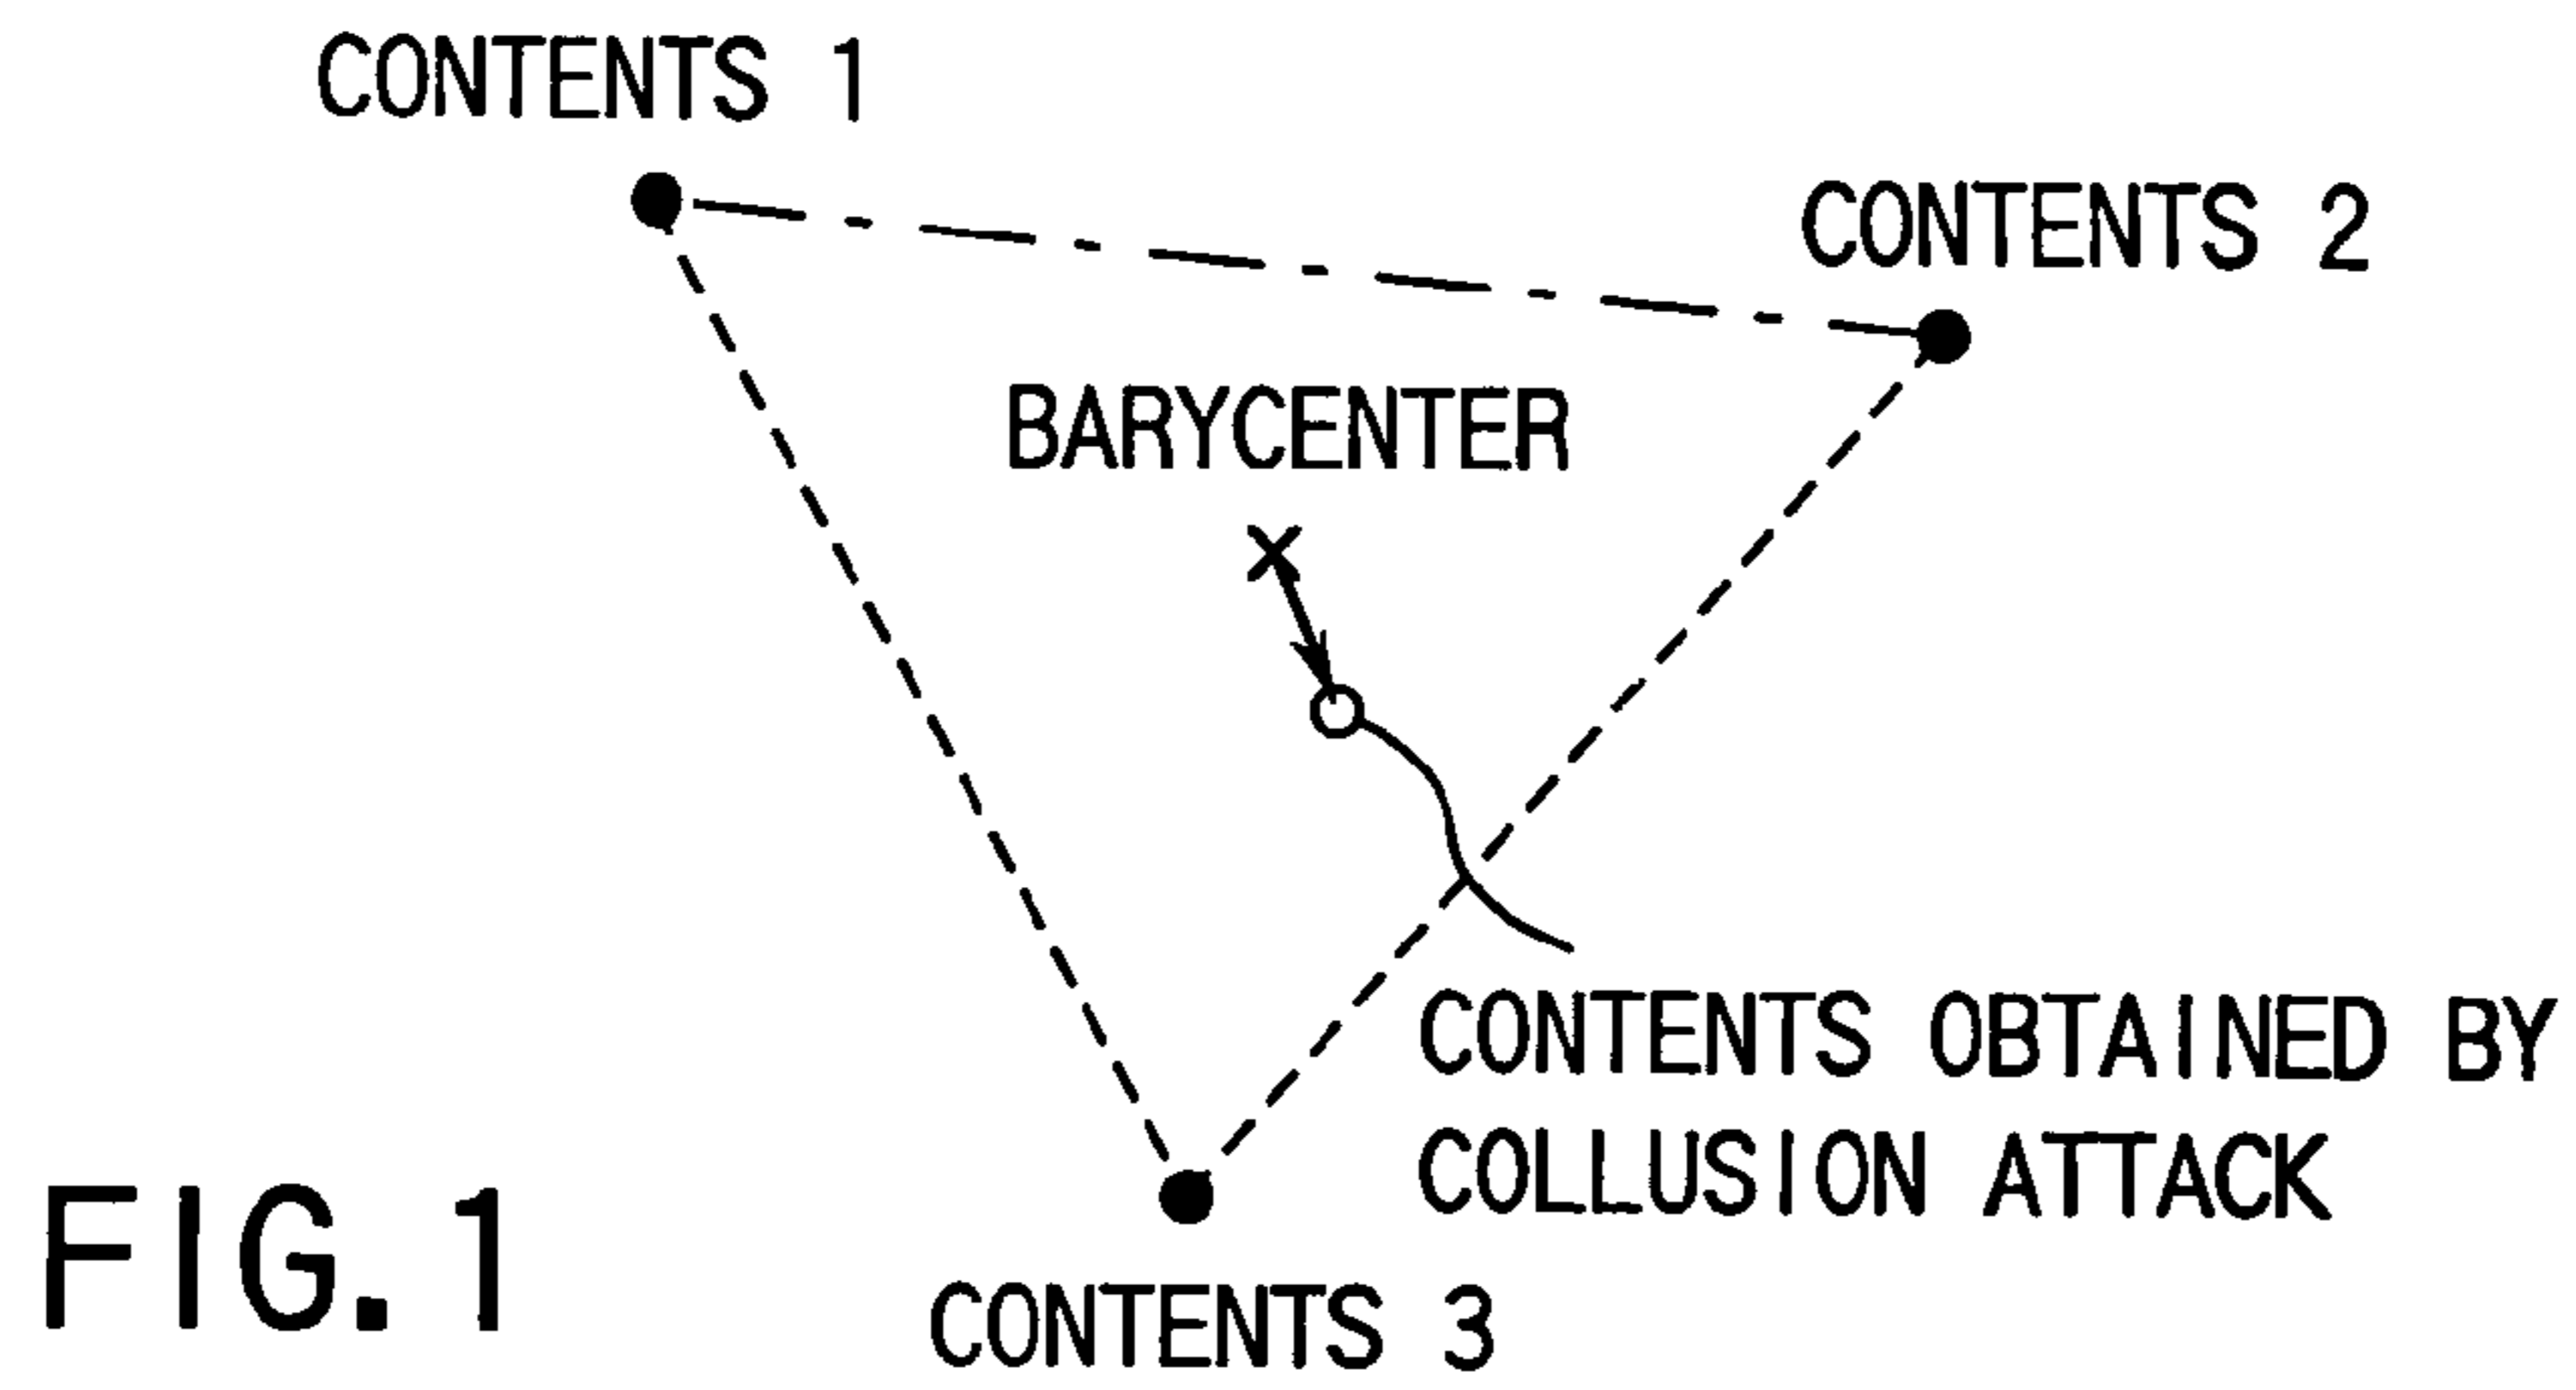 CONTENTS 1
CONTENTS 2
BARYCENTER
CONTENTS OBTAINED BY
COLLUSION ATTACK
CONTENTS 3
FIG.1